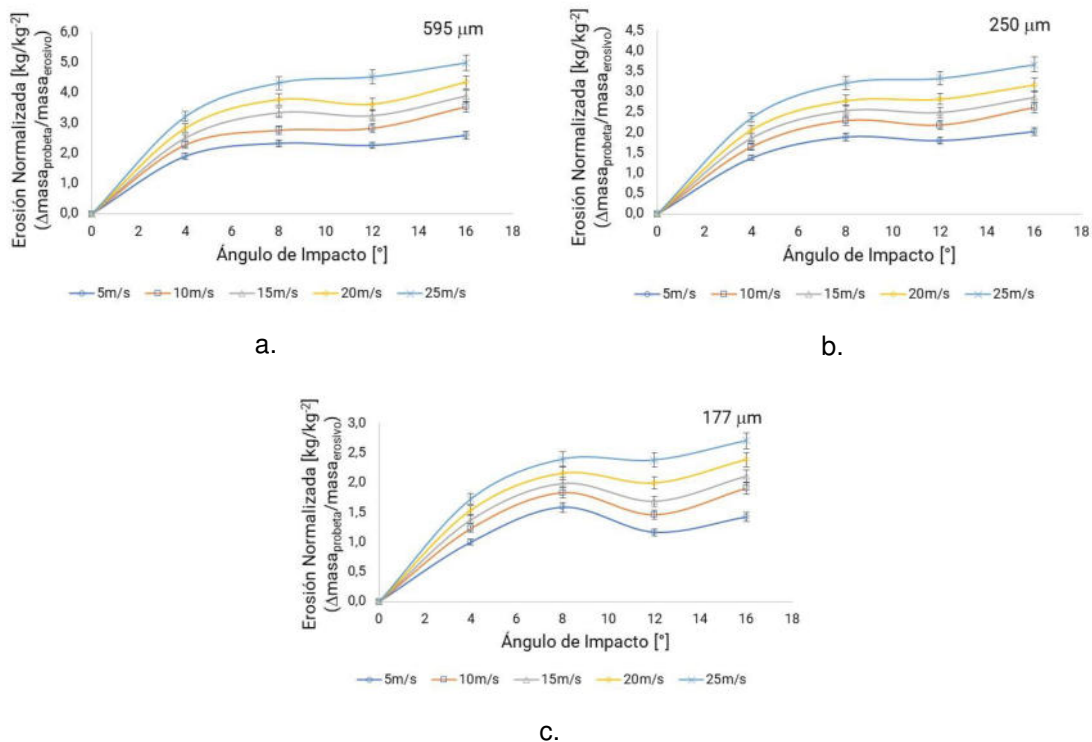 595 μm
Erosión Normalizada [kg/kg⁻²]
(Δmasa_probeta/masa_erosivo)
6,0
5,0
4,0
3,0
2,0
1,0
0,0
0 2 4 6 8 10 12 14 16 18
Ángulo de Impacto [°]
5m/s 10m/s 15m/s 20m/s 25m/s
a.
250 μm
Erosión Normalizada [kg/kg⁻²]
(Δmasa_probeta/masa_erosivo)
4,5
4,0
3,5
3,0
2,5
2,0
1,5
1,0
0,5
0,0
0 2 4 6 8 10 12 14 16 18
Ángulo de Impacto [°]
5m/s 10m/s 15m/s 20m/s 25m/s
b.
177 μm
Erosión Normalizada [kg/kg⁻²]
(Δmasa_probeta/masa_erosivo)
3,0
2,5
2,0
1,5
1,0
0,5
0,0
0 2 4 6 8 10 12 14 16 18
Ángulo de Impacto [°]
5m/s 10m/s 15m/s 20m/s 25m/s
c.